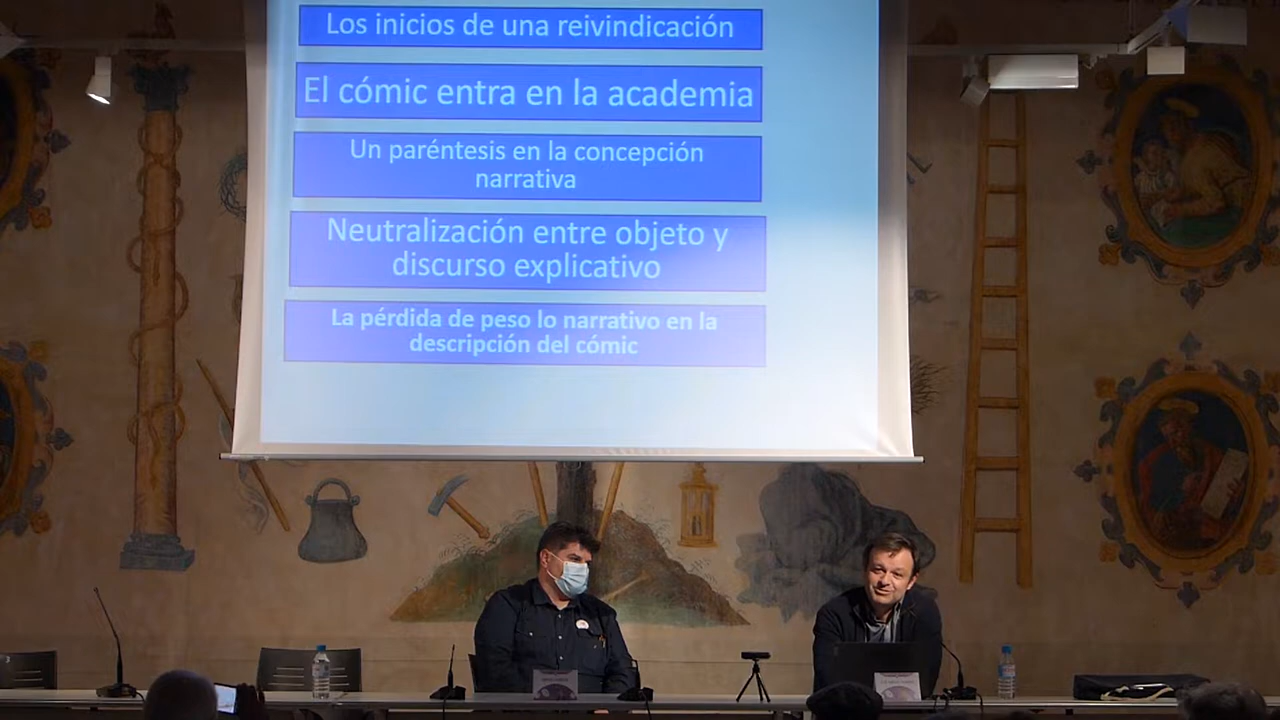 Los inicios de una reivindicación
El cómic entra en la academia
Un paréntesis en la concepción
narrativa
Neutralización entre objeto y
discurso explicativo
La pérdida de peso lo narrativo en la
descripción del cómic